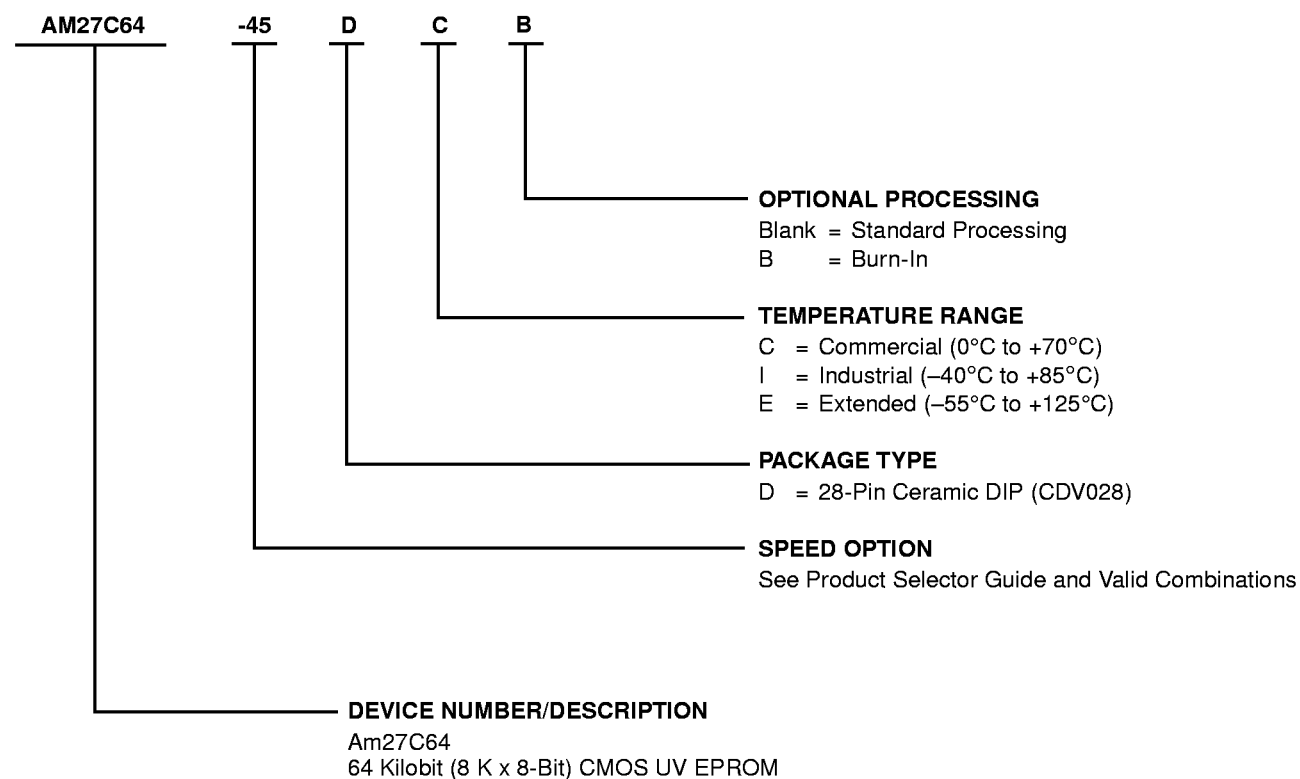 AM27C64 -45 D C B
OPTIONAL PROCESSING
Blank = Standard Processing
B = Burn-In
TEMPERATURE RANGE
C = Commercial (0°C to +70°C)
I = Industrial (–40°C to +85°C)
E = Extended (–55°C to +125°C)
PACKAGE TYPE
D = 28-Pin Ceramic DIP (CDV028)
SPEED OPTION
See Product Selector Guide and Valid Combinations
DEVICE NUMBER/DESCRIPTION
Am27C64
64 Kilobit (8 K x 8-Bit) CMOS UV EPROM